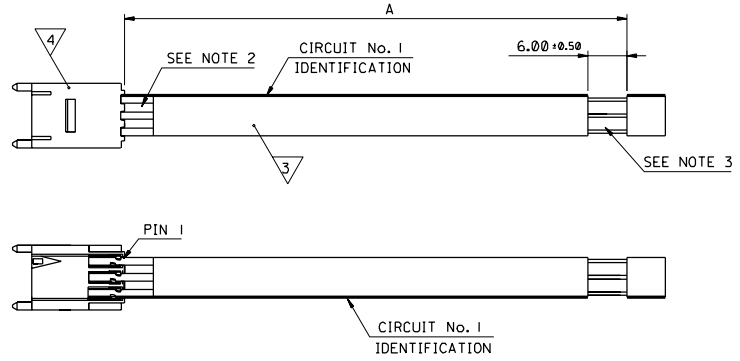 A
4
SEE NOTE 2
CIRCUIT No. 1
IDENTIFICATION
6.00 ±0.50
3
SEE NOTE 3
PIN 1
CIRCUIT No. 1
IDENTIFICATION